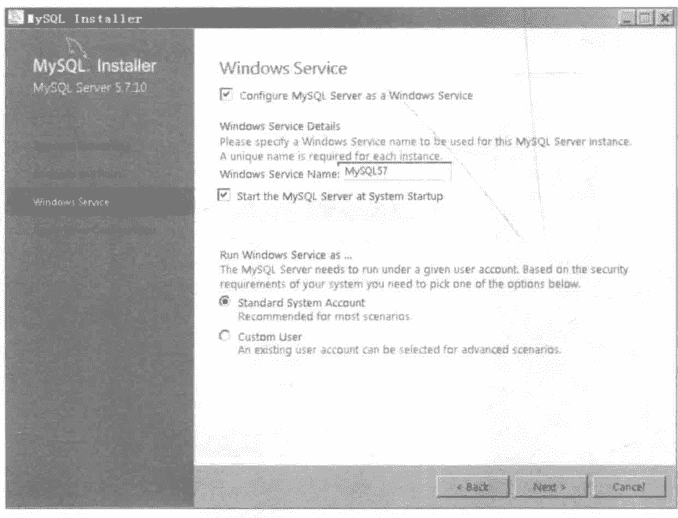 MySQL Installer
MySQL. Installer
MySQL Server 5.7.10
Windows Service
Windows Service
Configure MySQL Server as a Windows Service
Windows Service Details
Please specify a Windows Service name to be used for this MySQL Server instance.
A unique name is required for each instance.
Windows Service Name: MySQL57
Start the MySQL Server at System Startup
Run Windows Service as ...
The MySQL Server needs to run under a given user account. Based on the security
requirements of your system you need to pick one of the options below.
Standard System Account
Recommended for most scenarios.
Custom User
An existing user account can be selected for advanced scenarios.
< Back
Next >
Cancel